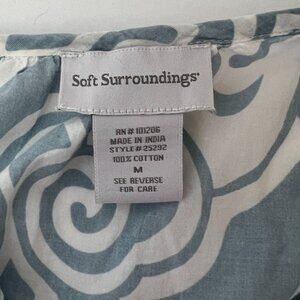 Soft Surroundings®
RN# 101206
MADE IN INDIA
STYLE# 25292
100% COTTON
M
SEE REVERSE
FOR CARE